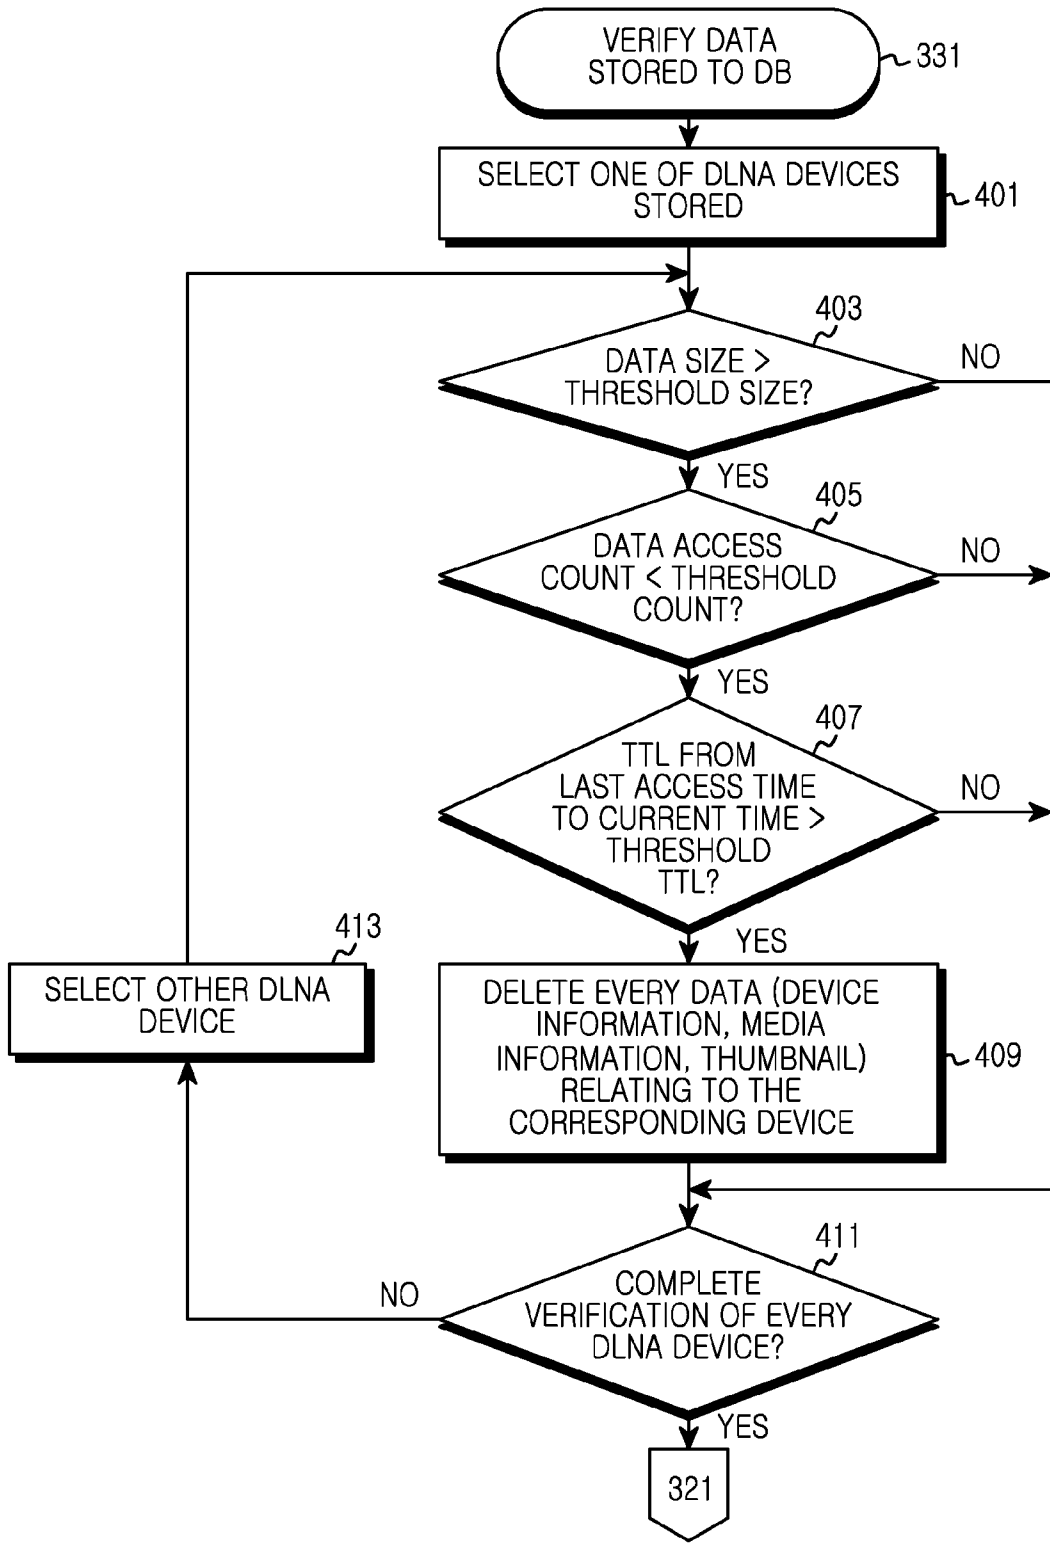 VERIFY DATA
STORED TO DB
331
SELECT ONE OF DLNA DEVICES
STORED
401
403
DATA SIZE >
THRESHOLD SIZE?
NO
YES
405
DATA ACCESS
COUNT < THRESHOLD
COUNT?
NO
YES
407
TTL FROM
LAST ACCESS TIME
TO CURRENT TIME >
THRESHOLD
TTL?
NO
YES
413
SELECT OTHER DLNA
DEVICE
DELETE EVERY DATA (DEVICE
INFORMATION, MEDIA
INFORMATION, THUMBNAIL)
RELATING TO THE
CORRESPONDING DEVICE
409
411
COMPLETE
VERIFICATION OF EVERY
DLNA DEVICE?
NO
YES
321